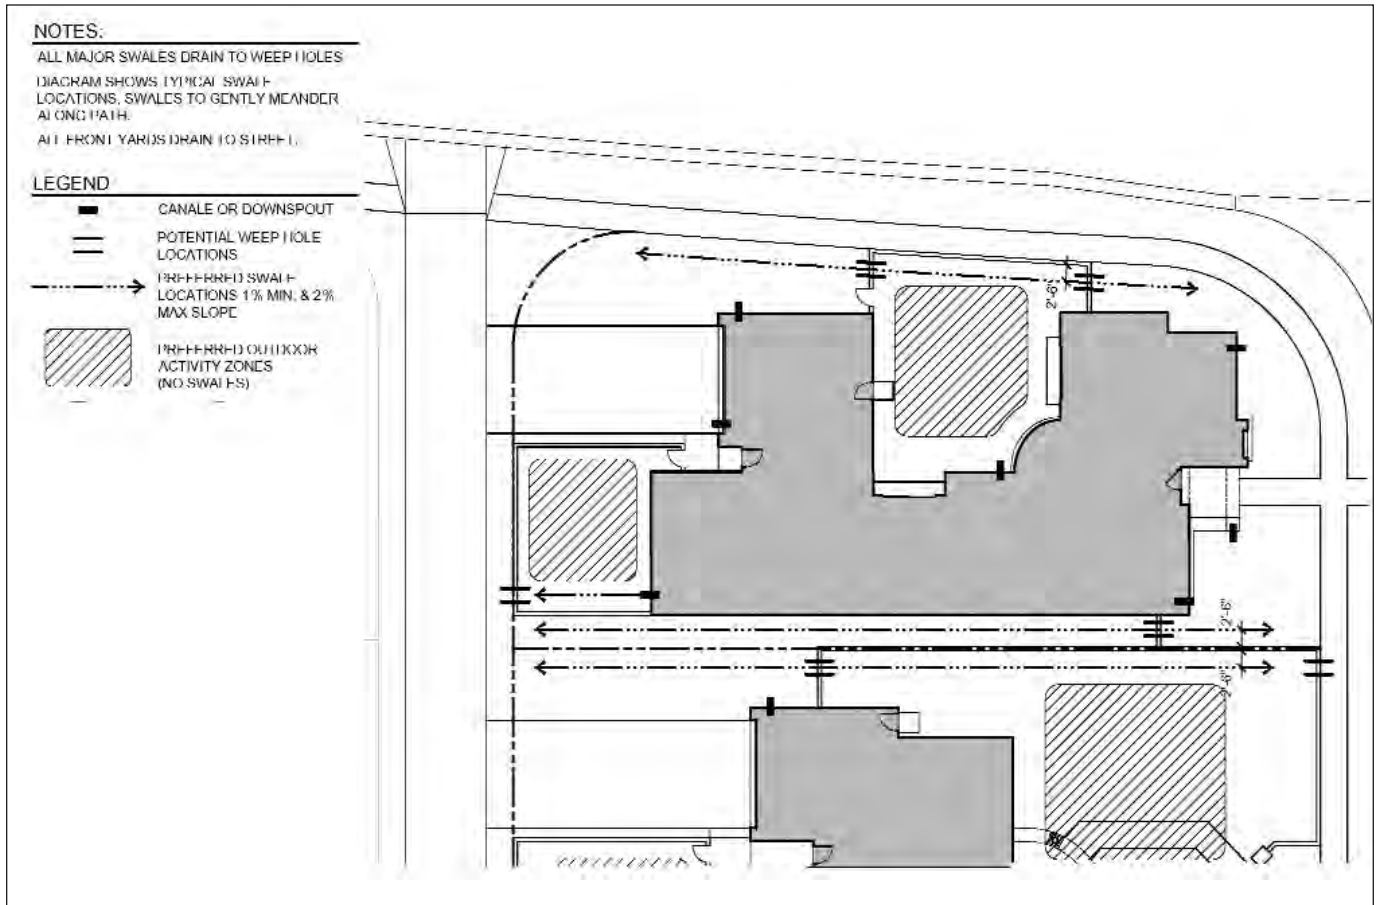 NOTES:
ALL MAJOR SWALES DRAIN TO WEEP HOLES
DIAGRAM SHOWS TYPICAL SWALE
LOCATIONS, SWALES TO GENTLY MEANDER
ALONG PATH.
ALL FRONT YARDS DRAIN TO STREET.
LEGEND
CANALE OR DOWNSPOUT
POTENTIAL WEEP HOLE
LOCATIONS
PREFERRED SWALE
LOCATIONS 1% MIN. & 2%
MAX SLOPE
PREFERRED OUTDOOR
ACTIVITY ZONES
(NO SWALES)
2'-6"
2'-6"
2'-6"